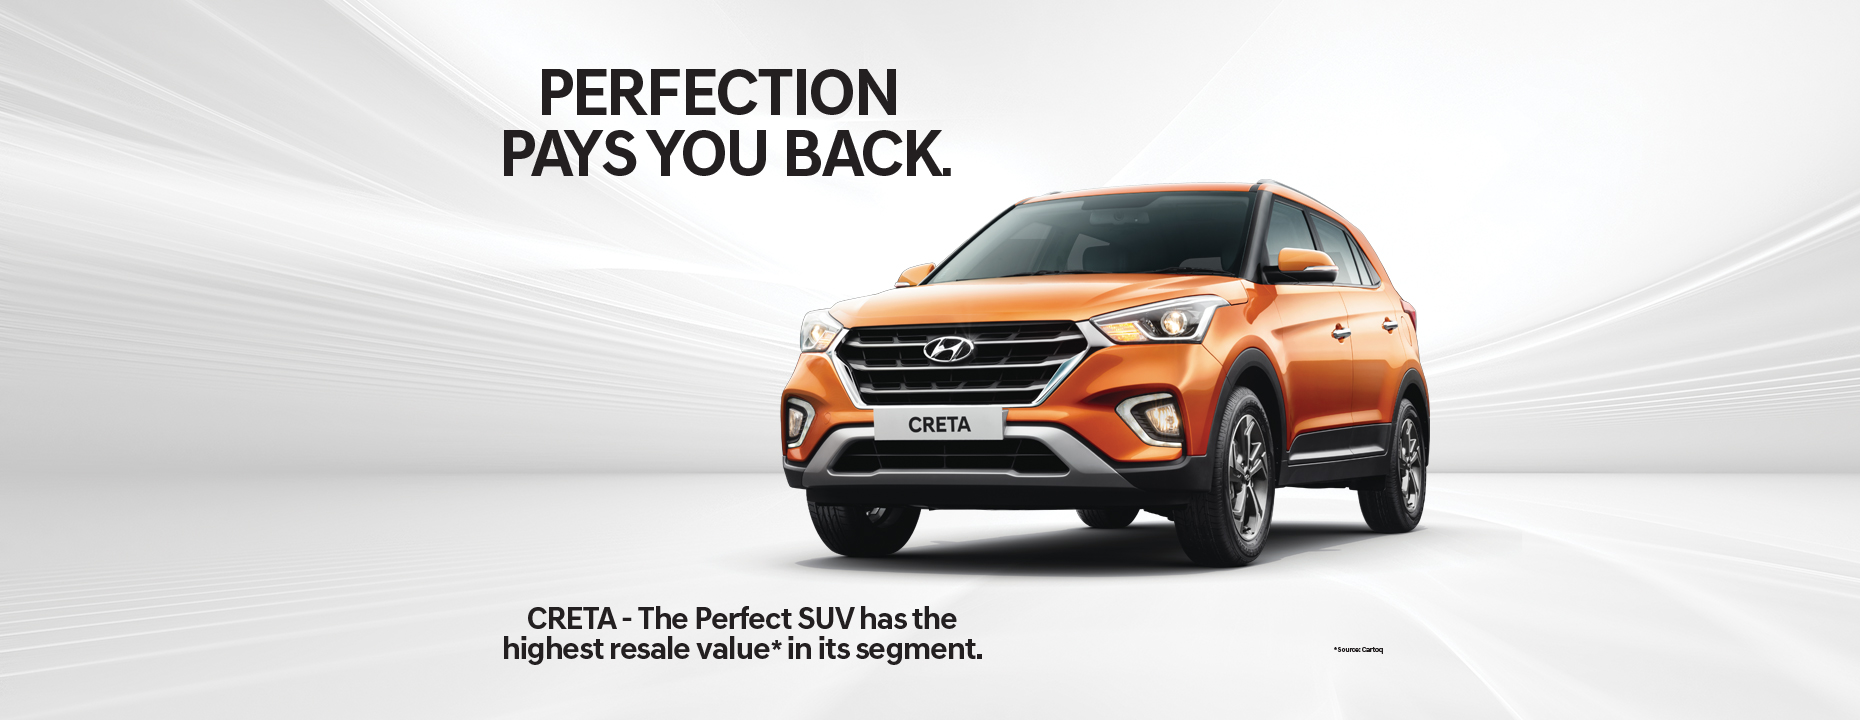 PERFECTION
PAYS YOU BACK.
CRETA
CRETA - The Perfect SUV has the
highest resale value* in its segment.
*Source: Cartoq